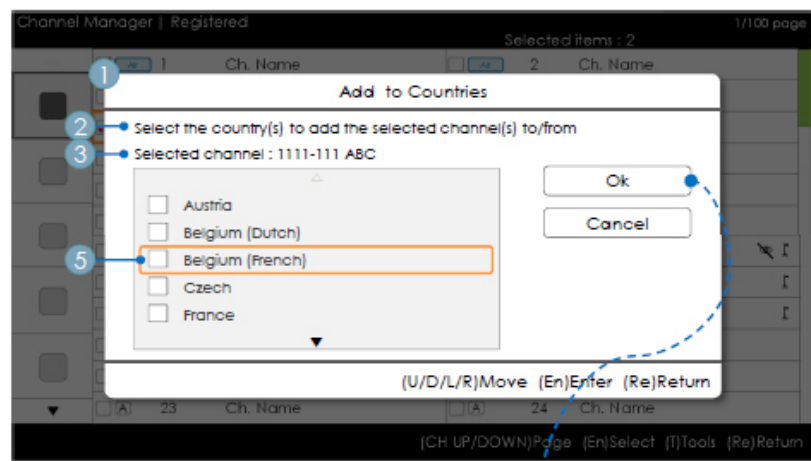 Channel Manager | Registered
1/100 page
Selected items : 2
Air 1 Ch. Name Air 2 Ch. Name
1
Add to Countries
2 Select the country(s) to add the selected channel(s) to/from
3 Selected channel : 1111-111 ABC
Ok
Austria
Cancel
Belgium (Dutch)
5 Belgium (French)
Czech
France
(U/D/L/R)Move (En)Enter (Re)Return
A 23 Ch. Name A 24 Ch. Name
(CH UP/DOWN)Page (En)Select (T)Tools (Re)Return